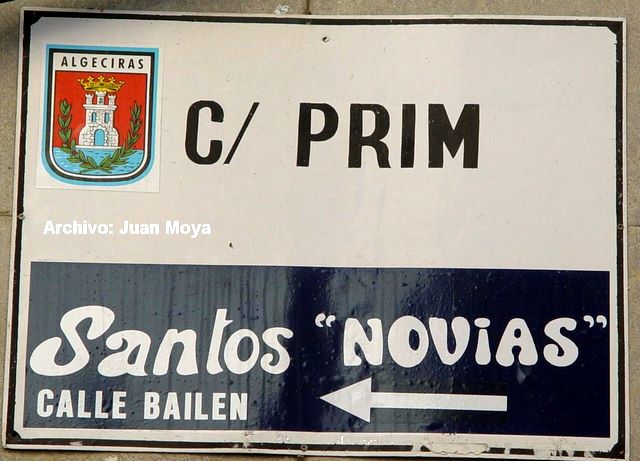 ALGECIRAS
C/ PRIM
Archivo: Juan Moya
Santos "NOViAS"
CALLE BAILEN